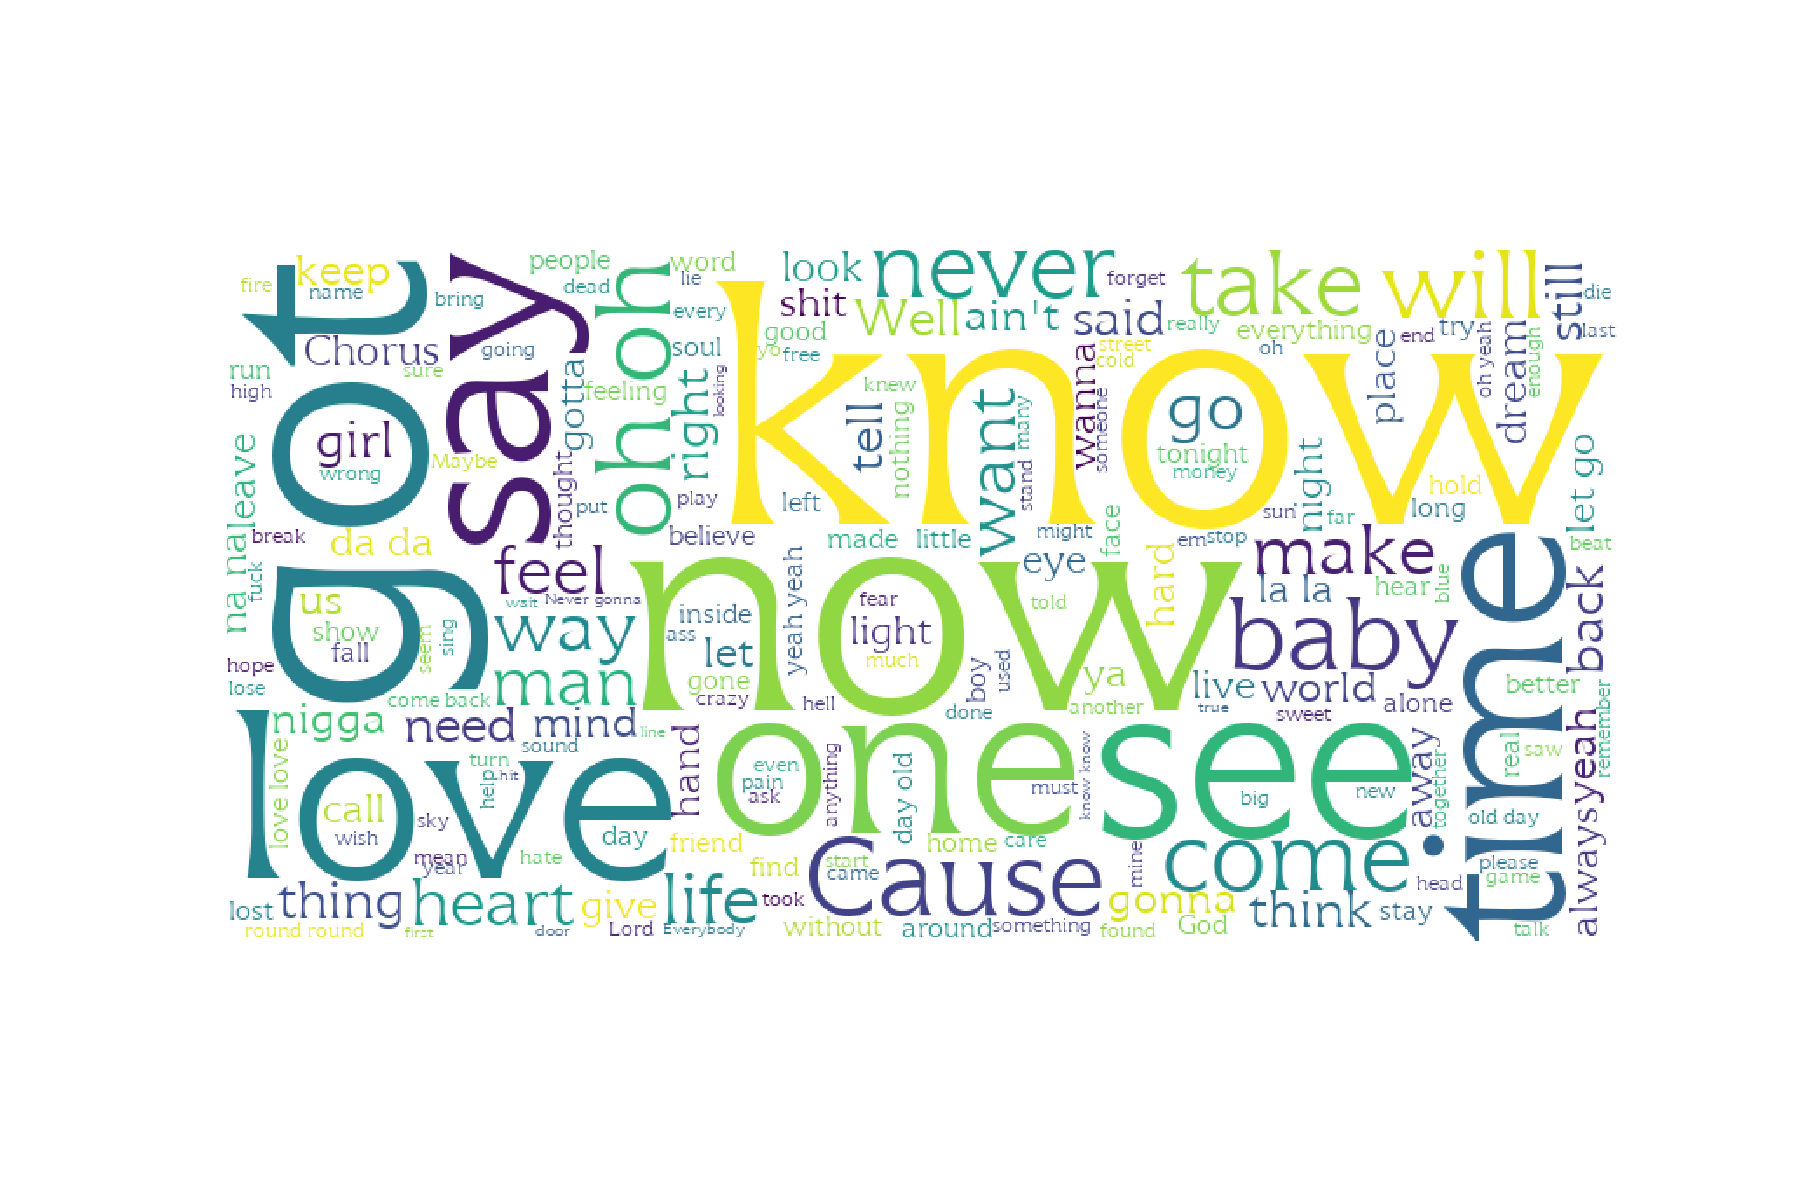 know
now
got
love
time
say
one
see
oh oh
never
take
will
keep
fire
name
bring
people
dead
word
lie
every
look
shit
Well
ain't
said
forget
really
everything
good
yo
free
street
cold
oh
end
try
oh yeah
enough
still
die
last
Chorus
going
sure
run
high
soul
feeling
gotta
right
looking
knew
tell
nothing
want
many
stand
wanna
someone
go
tonight
money
place
dream
girl
wrong
Maybe
thought
put
play
left
believe
made
little
might
face
em
stop
sun'
far
night
hold
long
let go
beat
na na
leave
break
fuck
da da
us
show
fall
seem
sing
feel
wait
Never gonna
way
man
inside
ass
let
gone
crazy
yeah yeah
fear
light
much
hell
eye
told
hard
make
la la
hear
blue
baby
back
hope
lose
come back
nigga
need
mind
line
sound
turn
help
hit
hand
love love
call
wish
sky
mean
year
hate
day
friend
boy
used
done
ya
another
live
true
world
sweet
alone
better
remember
away
together
real
saw
old day
please
game
talk
always
yeah
even
pain
ask
anything
day old
must
know know
big
new
home
care
start
came
find
Cause
mine
come
head
lost
thing
heart
give
life
took
round round
first
door
Lord
Everybody
without
around
something
found
gonna
God
think
stay